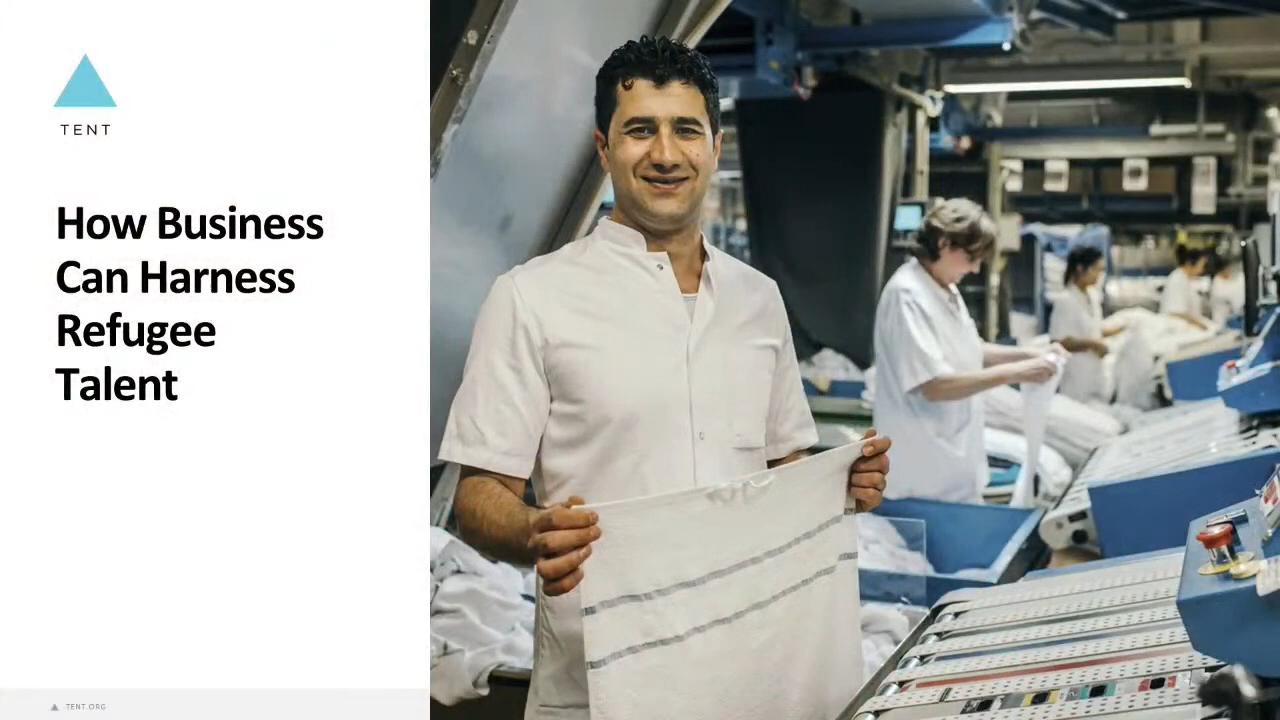 TENT
How Business
Can Harness
Refugee
Talent
TENT.ORG